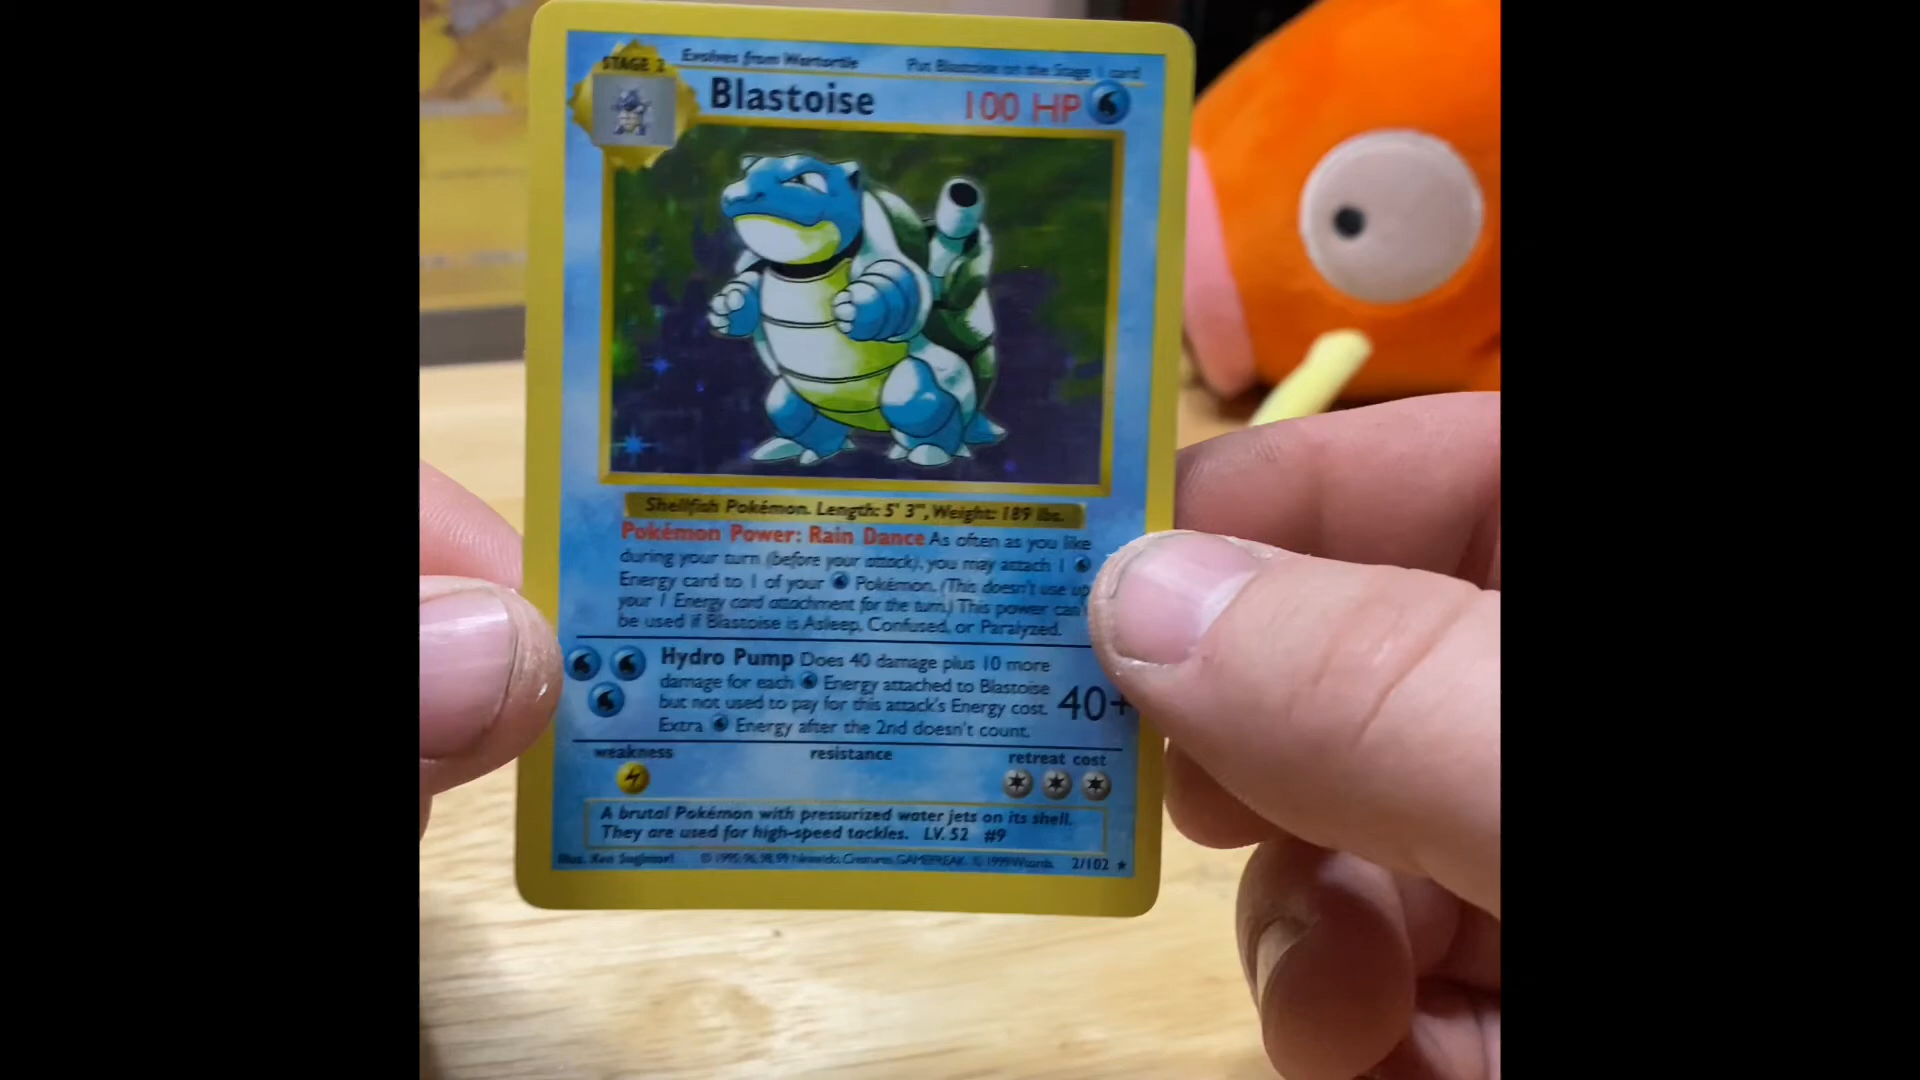 STAGE 2
Evolves from Wartortle
Put Blastoise on the Stage 1 card
Blastoise
100 HP
Shellfish Pokémon. Length: 5' 3", Weight: 189 lbs.
Pokémon Power: Rain Dance As often as you like
during your turn (before your attack), you may attach 1
Energy card to 1 of your Pokémon. (This doesn't use up
your 1 Energy card attachment for the turn.) This power can'
be used if Blastoise is Asleep, Confused, or Paralyzed.
Hydro Pump Does 40 damage plus 10 more
damage for each Energy attached to Blastoise
but not used to pay for this attack's Energy cost.
Extra Energy after the 2nd doesn't count.
40+
weakness
resistance
retreat cost
A brutal Pokémon with pressurized water jets on its shell.
They are used for high-speed tackles. LV. 52 #9
Illus. Ken Sugimori
© 1995, 96, 98, 99 Nintendo, Creatures, GAMEFREAK. © 1999 Wizards.
2/102